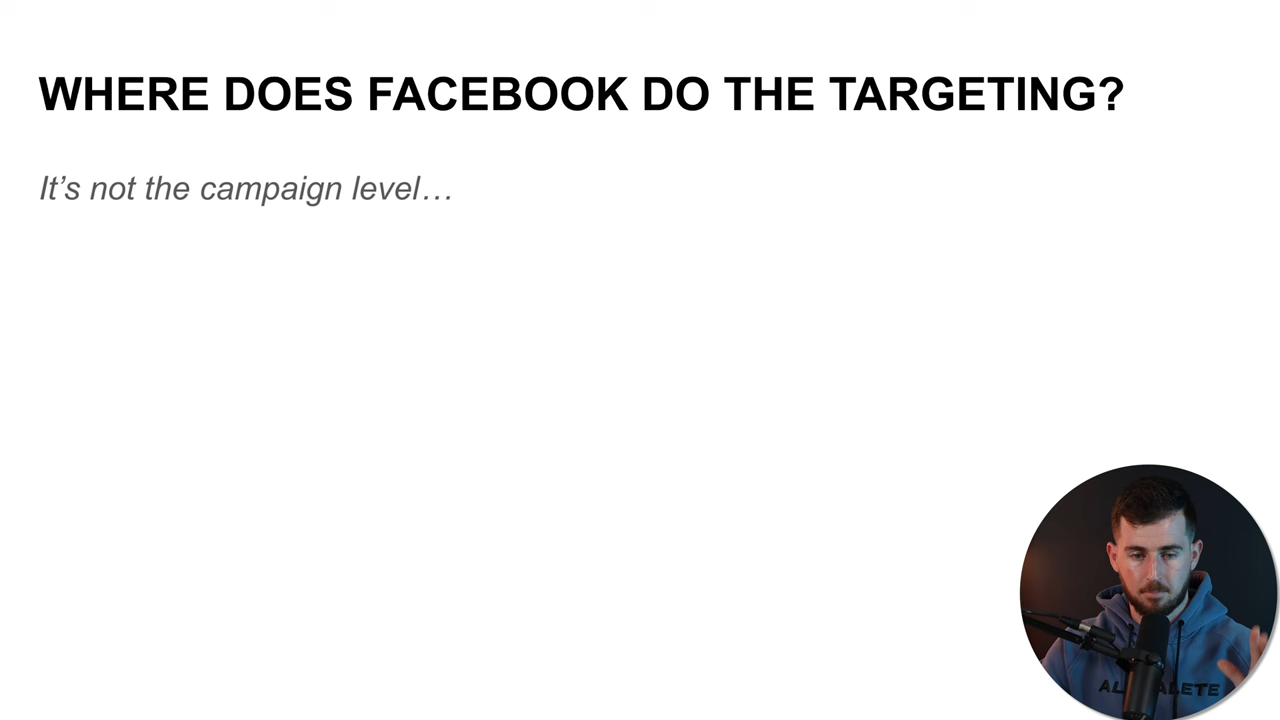 WHERE DOES FACEBOOK DO THE TARGETING?
It’s not the campaign level…